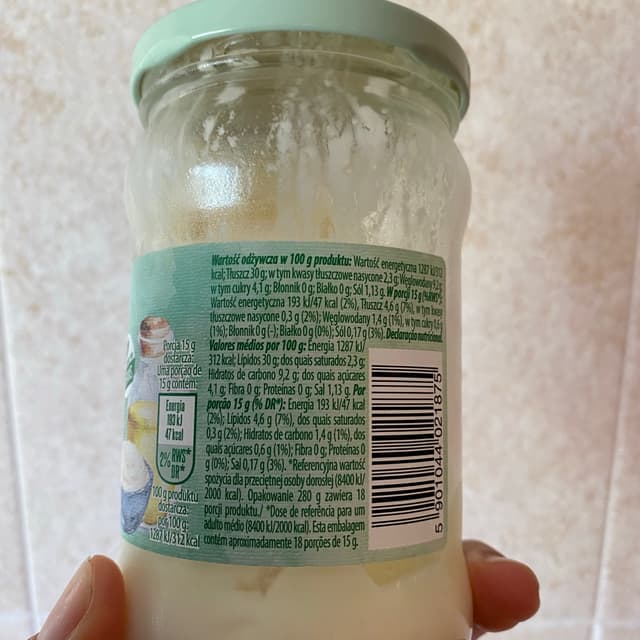 Wartość odżywcza w 100 g produktu: Wartość energetyczna 1287 kJ/312
kcal; Tłuszcz 30 g; w tym kwasy tłuszczowe nasycone 2,3 g; Węglowodany 9,2 g;
w tym cukry 4,1 g; Błonnik 0 g; Białko 0 g; Sól 1,13 g. W porcji 15 g (%RWS*):
Wartość energetyczna 193 kJ/47 kcal (2%), Tłuszcz 4,6 g (7%),
tłuszczowe nasycone 0,3 g (2%); Węglowodany 1,4 g (1%), w tym cukry 0,6 g
(1%); Błonnik 0 g (-); Białko 0 g (0%); Sól 0,17 g (3%). Deklaracja nutricional.
Valores médios por 100 g: Energia 1287 kJ/
312 kcal; Lípidos 30 g; dos quais saturados 2,3 g;
Hidratos de carbono 9,2 g; dos quais açúcares
4,1 g; Fibra 0 g; Proteínas 0 g; Sal 1,13 g. Por
porção 15 g (% DR*): Energia 193 kJ/47 kcal
(2%); Lípidos 4,6 g (7%), dos quais saturados
0,3 g (2%); Hidratos de carbono 1,4 g (1%), dos
quais açúcares 0,6 g (1%); Fibra 0 g; Proteínas 0
g (0%); Sal 0,17 g (3%). *Referencyjna wartość
spożycia dla przeciętnej osoby dorosłej (8400 kJ/
2000 kcal). Opakowanie 280 g zawiera 18
porcji produktu./ *Dose de referência para um
adulto médio (8400 kJ/2000 kcal). Esta embalagem
contém aproximadamente 18 porções de 15 g.
Porcja 15 g
dostarcza:
Uma porção de
15 g contém:
Energia
193 kJ
47 kcal
2% RWS*
DR*
100 g produktu
dostarcza:
por 100 g:
1287 kJ/312 kcal
5 901044 021875